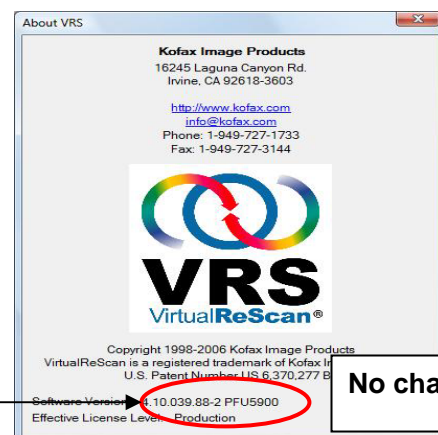 About VRS
Kofax Image Products
16245 Laguna Canyon Rd.
Irvine, CA 92618-3603
http://www.kofax.com
info@kofax.com
Phone: 1-949-727-1733
Fax: 1-949-727-3144
VRS
VirtualReScan®
Copyright 1998-2006 Kofax Image Products
VirtualReScan is a registered trademark of Kofax
U.S. Patent Number US 6,370,277 B
No cha
Software Version: 4.10.039.88-2 PFU5900
Effective License Level: Production